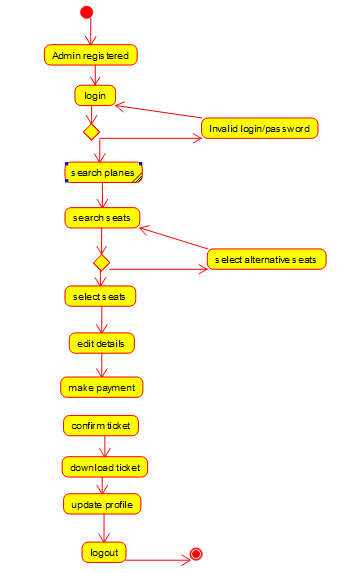 Admin registered
login
Invalid login/password
search planes
search seats
select alternative seats
select seats
edit details
make payment
confirm ticket
download ticket
update profile
logout